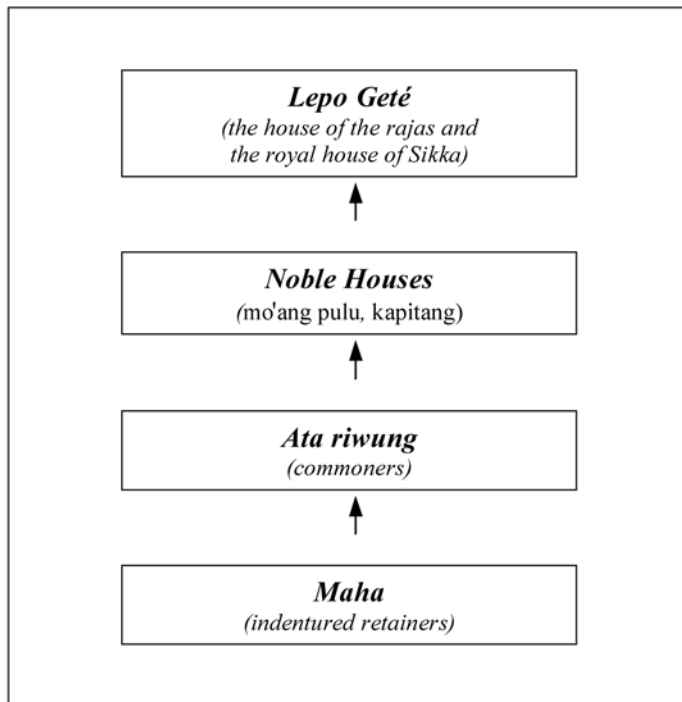 Lepo Geté
(the house of the rajas and
the royal house of Sikka)
Noble Houses
(mo'ang pulu, kapitang)
Ata riwung
(commoners)
Maha
(indentured retainers)